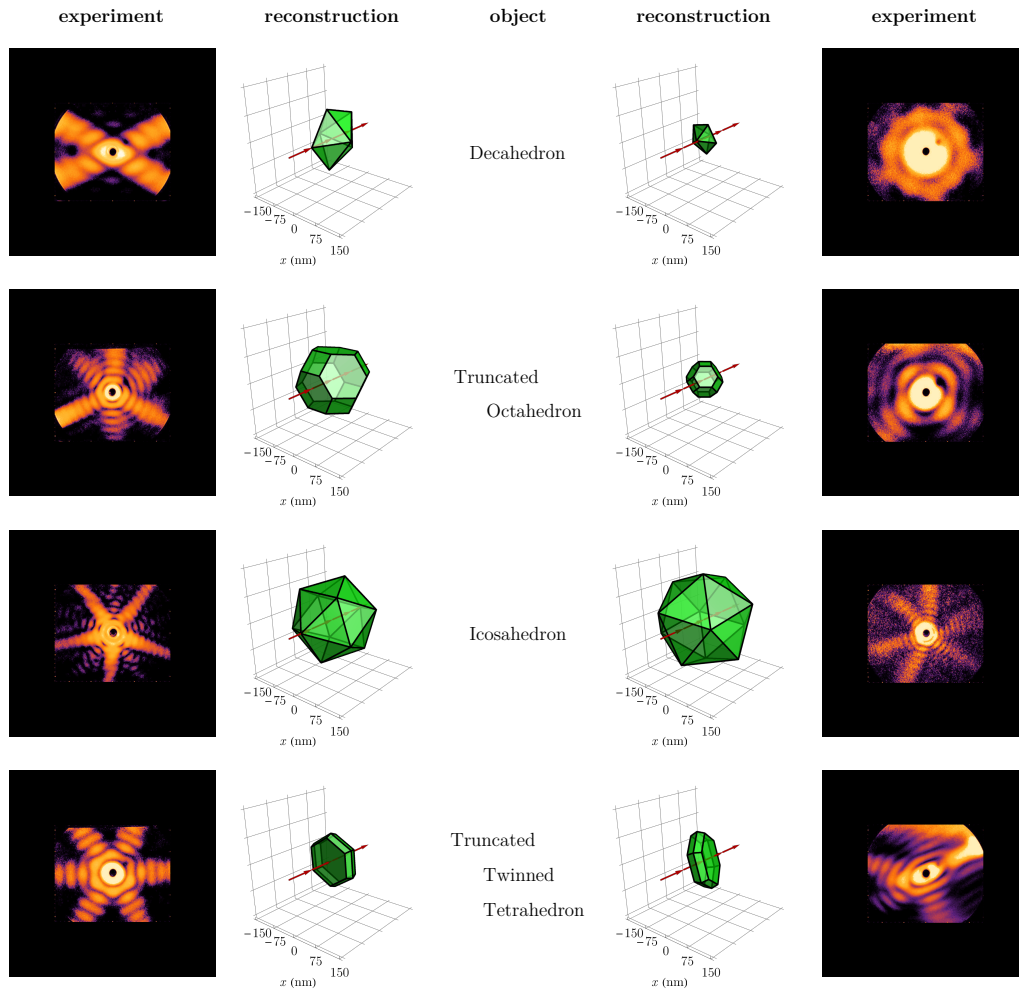 experiment reconstruction object reconstruction experiment
Decahedron
−150 −75 0 75 150
x (nm)
−150 −75 0 75 150
x (nm)
Truncated
Octahedron
−150 −75 0 75 150
x (nm)
−150 −75 0 75 150
x (nm)
Icosahedron
−150 −75 0 75 150
x (nm)
−150 −75 0 75 150
x (nm)
Truncated
Twinned
Tetrahedron
−150 −75 0 75 150
x (nm)
−150 −75 0 75 150
x (nm)